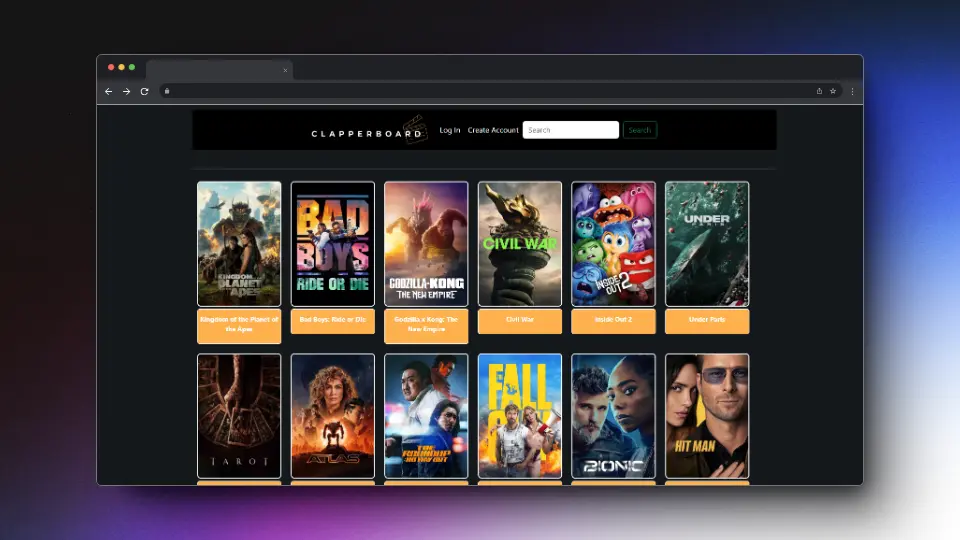 CLAPPERBOARD
Log In Create Account Search Search
KINGDOM OF THE
PLANET
OF THE
APES
BAD
BOYS
RIDE OR DIE
GODZILLA x KONG
THE NEW EMPIRE
CIVIL WAR
INSIDE
OUT 2
UNDER
PARIS
Kingdom of the Planet of
the Apes
Bad Boys: Ride or Die
Godzilla x Kong: The
New Empire
Civil War
Inside Out 2
Under Paris
TAROT
ATLAS
THE
ROUNDUP
NO WAY OUT
FALL
GUY
BIONIC
HIT MAN